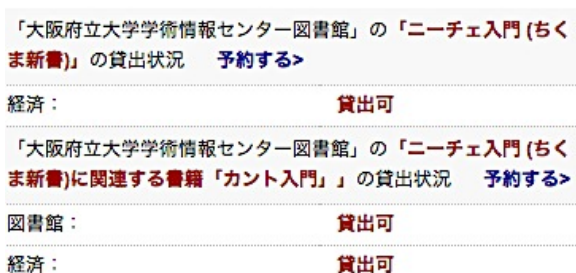 「大阪府立大学学術情報センター図書館」の「ニーチェ入門 (ちく
ま新書)」の貸出状況 予約する>
経済： 貸出可
「大阪府立大学学術情報センター図書館」の「ニーチェ入門 (ちく
ま新書)に関連する書籍「カント入門」」の貸出状況 予約する>
図書館： 貸出可
経済： 貸出可